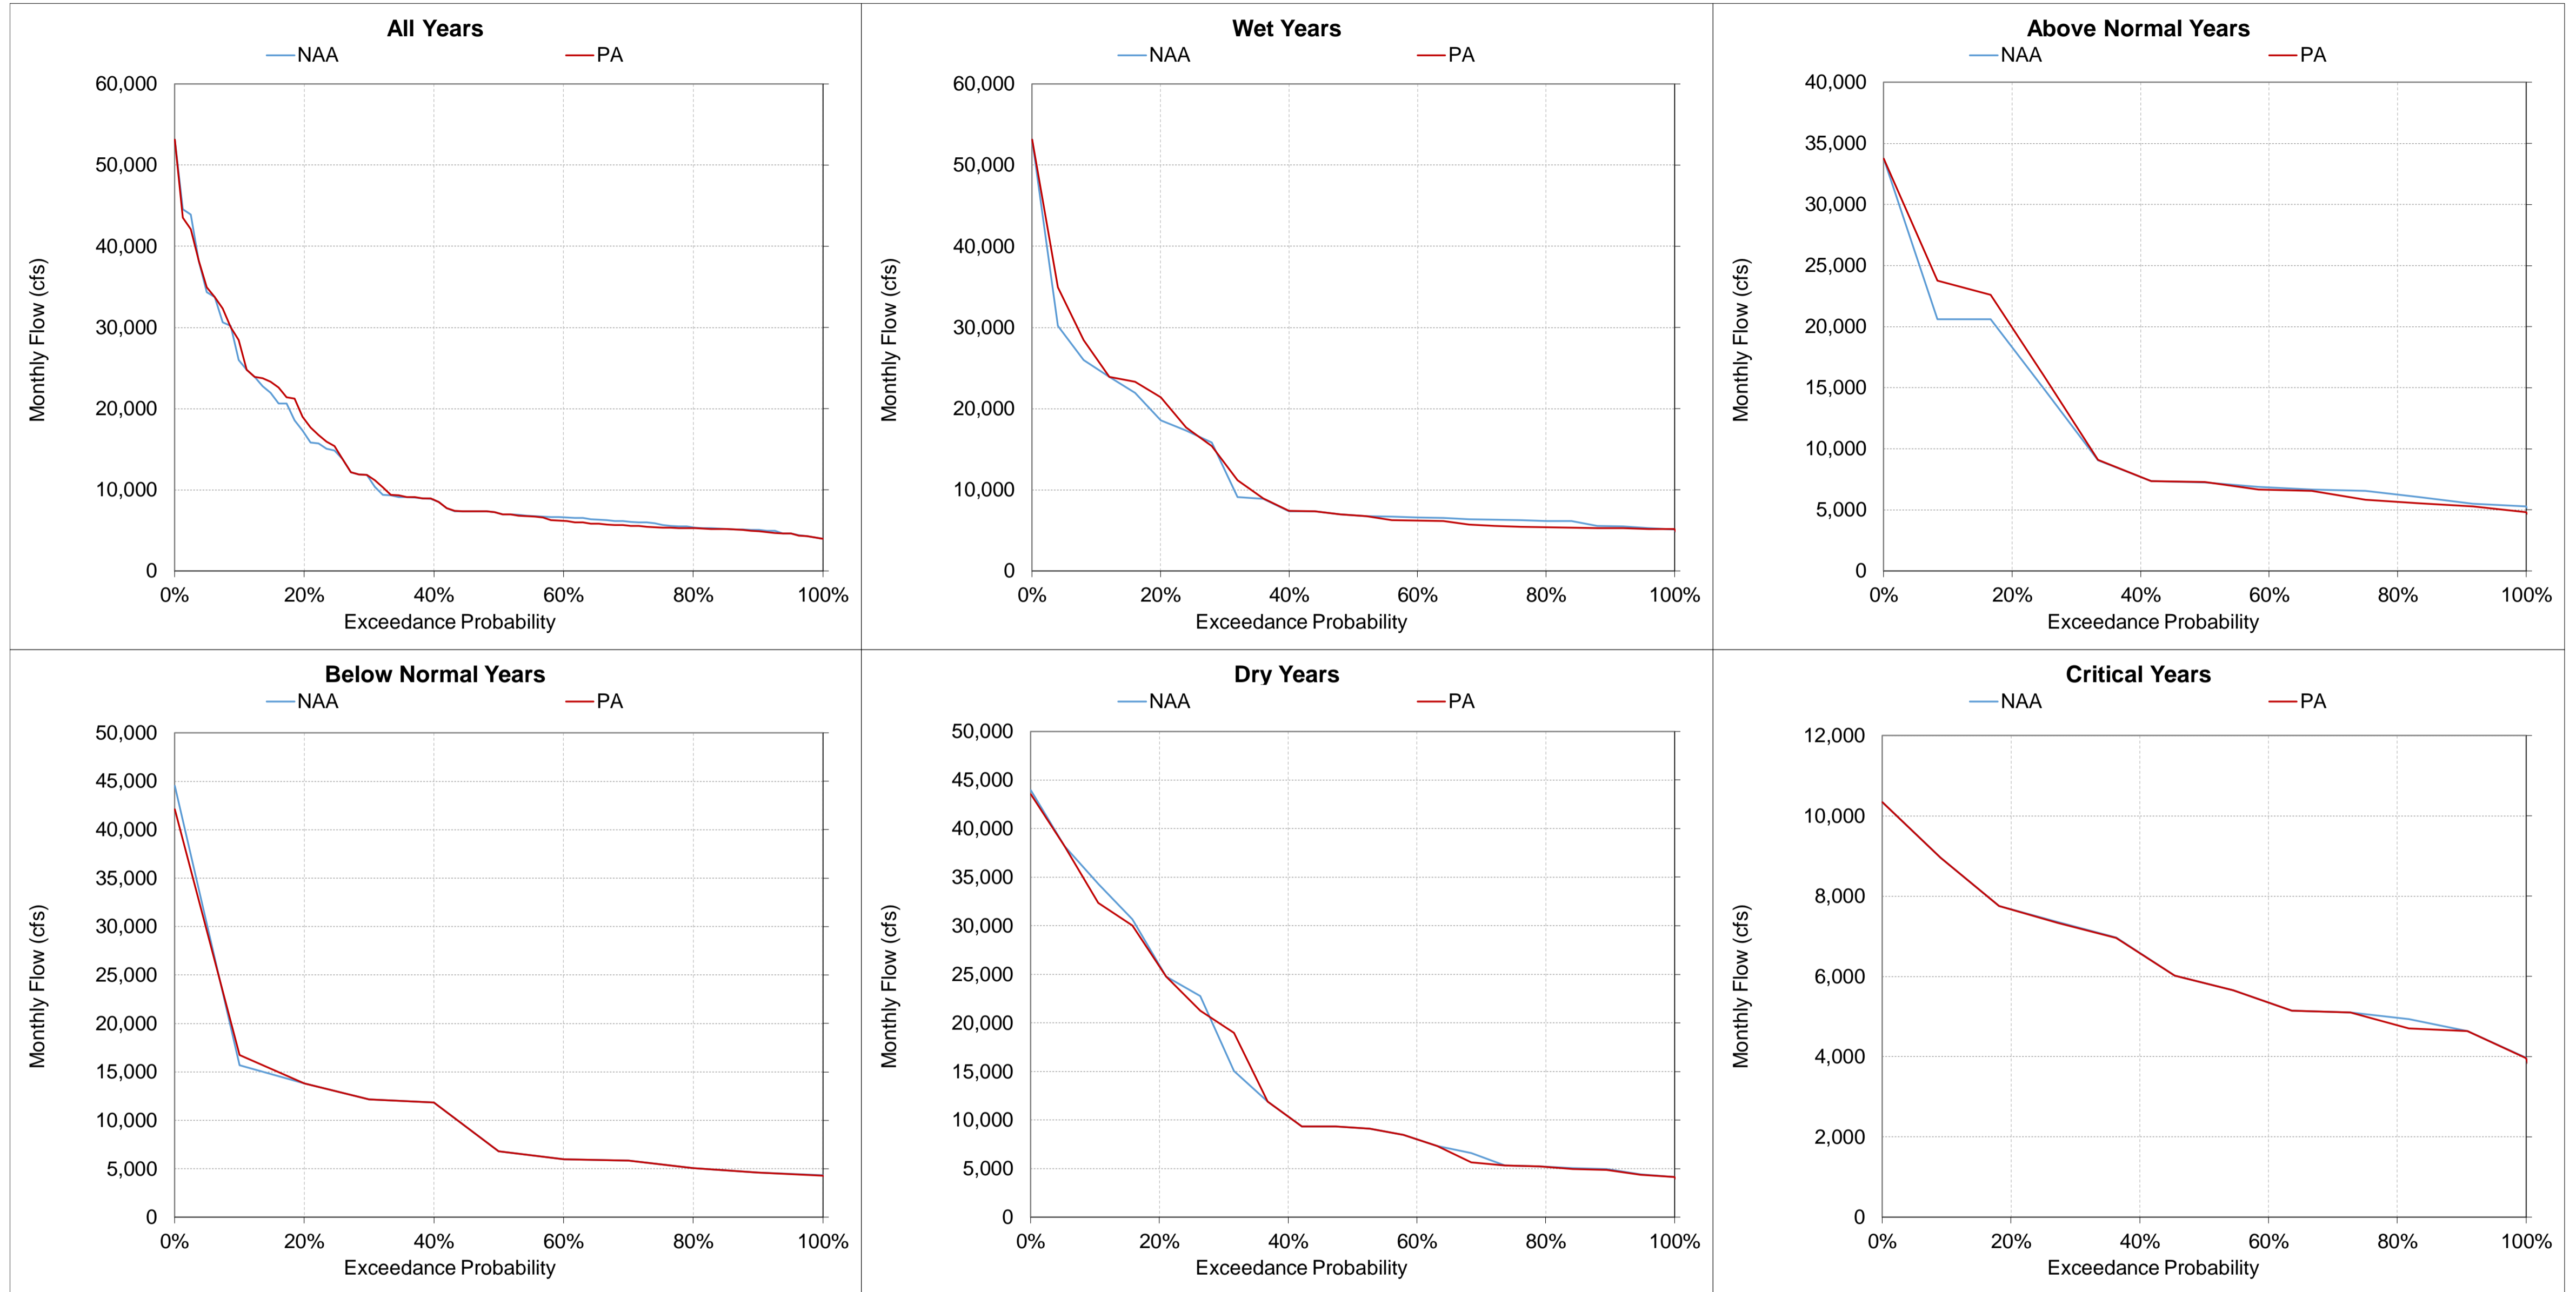 All Years
NAA PA
60,000
50,000
40,000
30,000
20,000
10,000
0
Monthly Flow (cfs)
0% 20% 40% 60% 80% 100%
Exceedance Probability
Wet Years
NAA PA
60,000
50,000
40,000
30,000
20,000
10,000
0
Monthly Flow (cfs)
0% 20% 40% 60% 80% 100%
Exceedance Probability
Above Normal Years
NAA PA
40,000
35,000
30,000
25,000
20,000
15,000
10,000
5,000
0
Monthly Flow (cfs)
0% 20% 40% 60% 80% 100%
Exceedance Probability
Below Normal Years
NAA PA
50,000
45,000
40,000
35,000
30,000
25,000
20,000
15,000
10,000
5,000
0
Monthly Flow (cfs)
0% 20% 40% 60% 80% 100%
Exceedance Probability
Dry Years
NAA PA
50,000
45,000
40,000
35,000
30,000
25,000
20,000
15,000
10,000
5,000
0
Monthly Flow (cfs)
0% 20% 40% 60% 80% 100%
Exceedance Probability
Critical Years
NAA PA
12,000
10,000
8,000
6,000
4,000
2,000
0
Monthly Flow (cfs)
0% 20% 40% 60% 80% 100%
Exceedance Probability